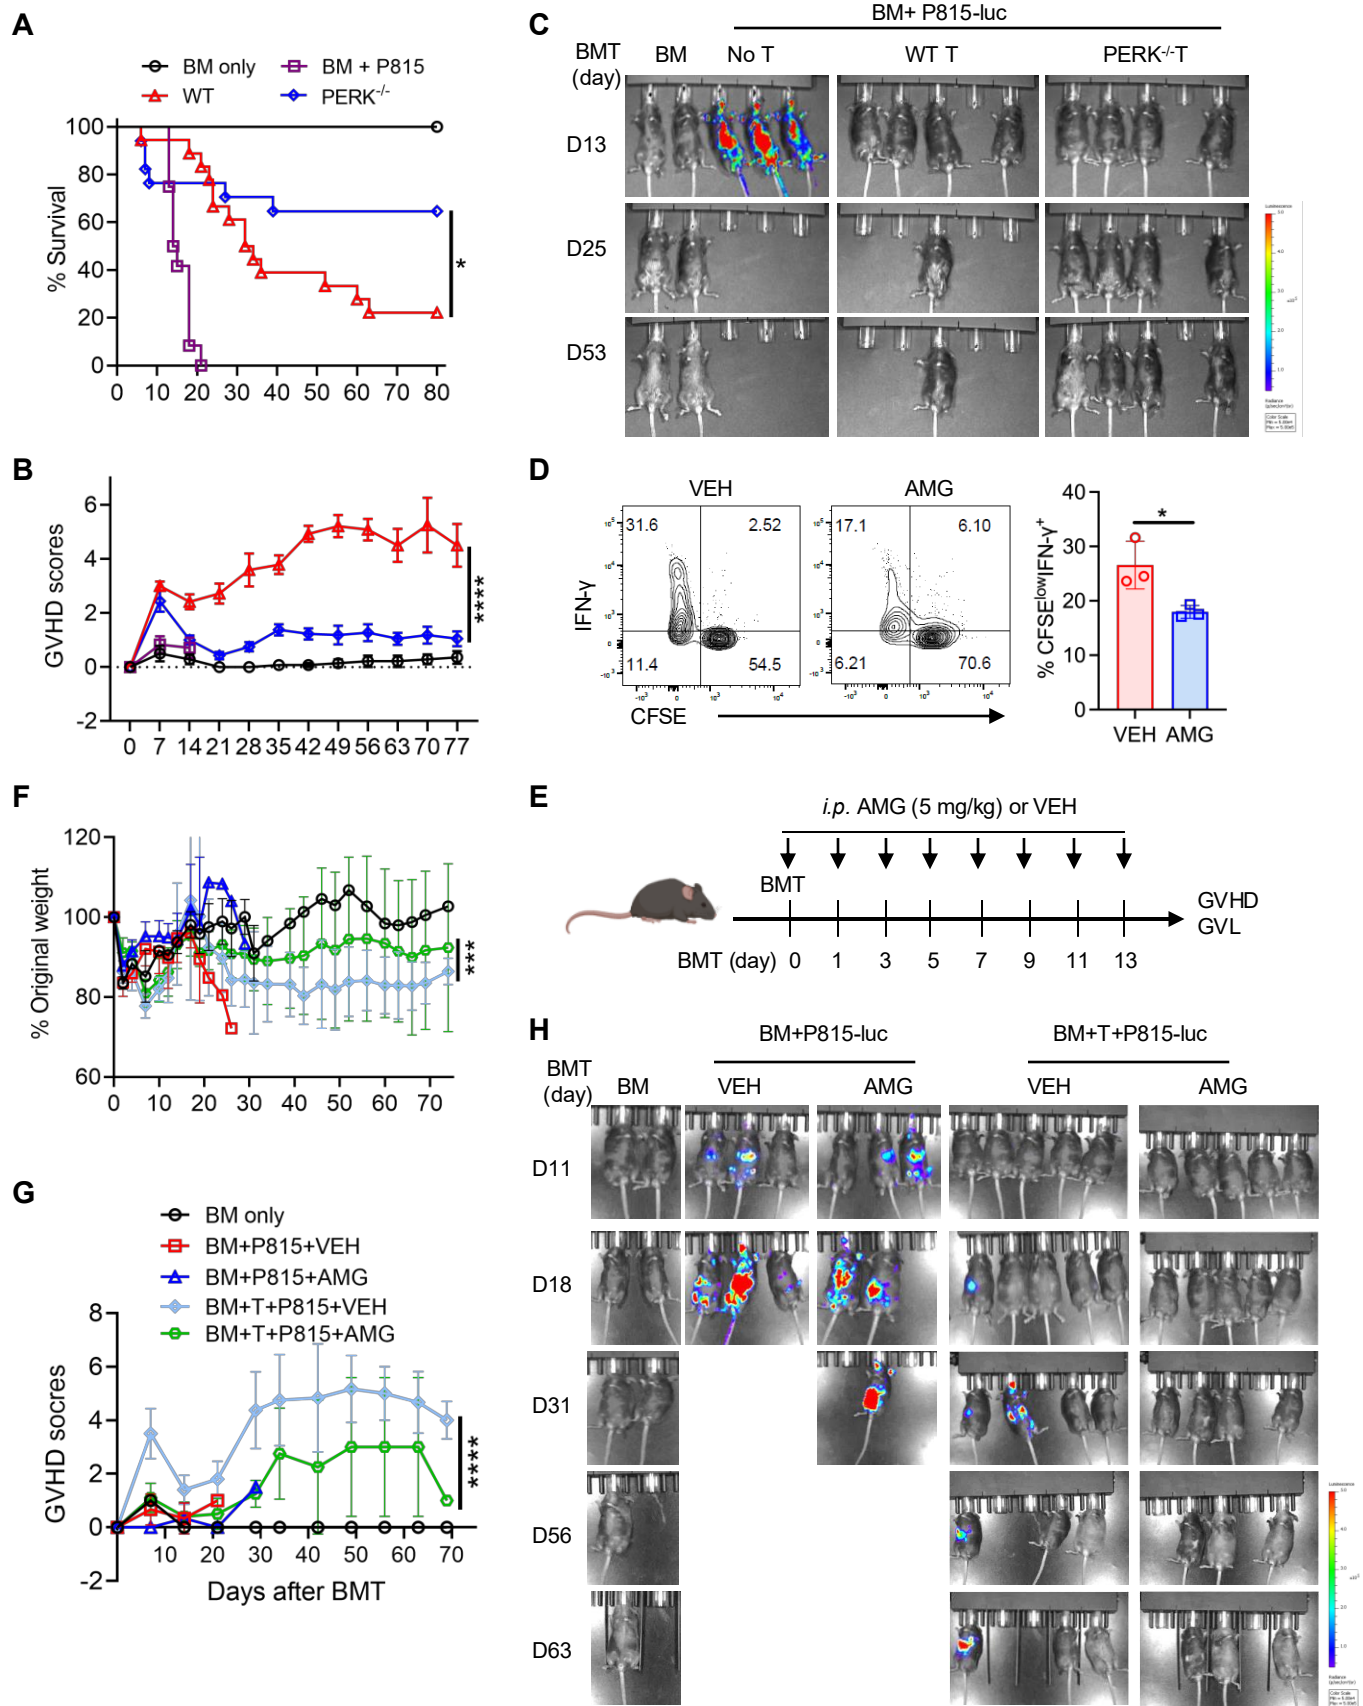 A
BM only
BM + P815
WT
PERK-/-
% Survival
100
80
60
40
20
0
0 10 20 30 40 50 60 70 80
*
B
GVHD scores
6
4
2
0
-2
0 7 14 21 28 35 42 49 56 63 70 77
****
C
BM+ P815-luc
BMT
(day)
BM
No T
WT T
PERK-/-T
D13
D25
D53
D
VEH
AMG
31.6
2.52
11.4
54.5
17.1
6.10
6.21
70.6
IFN-γ
CFSE
% CFSElowIFN-γ+
40
30
20
10
0
*
VEH AMG
F
% Original weight
120
100
80
60
0 10 20 30 40 50 60 70
***
E
i.p. AMG (5 mg/kg) or VEH
BMT
GVHD
GVL
BMT (day) 0 1 3 5 7 9 11 13
G
BM only
BM+P815+VEH
BM+P815+AMG
BM+T+P815+VEH
BM+T+P815+AMG
GVHD socres
8
6
4
2
0
-2
10 20 30 40 50 60 70
****
Days after BMT
H
BM+P815-luc
BM+T+P815-luc
BMT
(day)
BM
VEH
AMG
VEH
AMG
D11
D18
D31
D56
D63